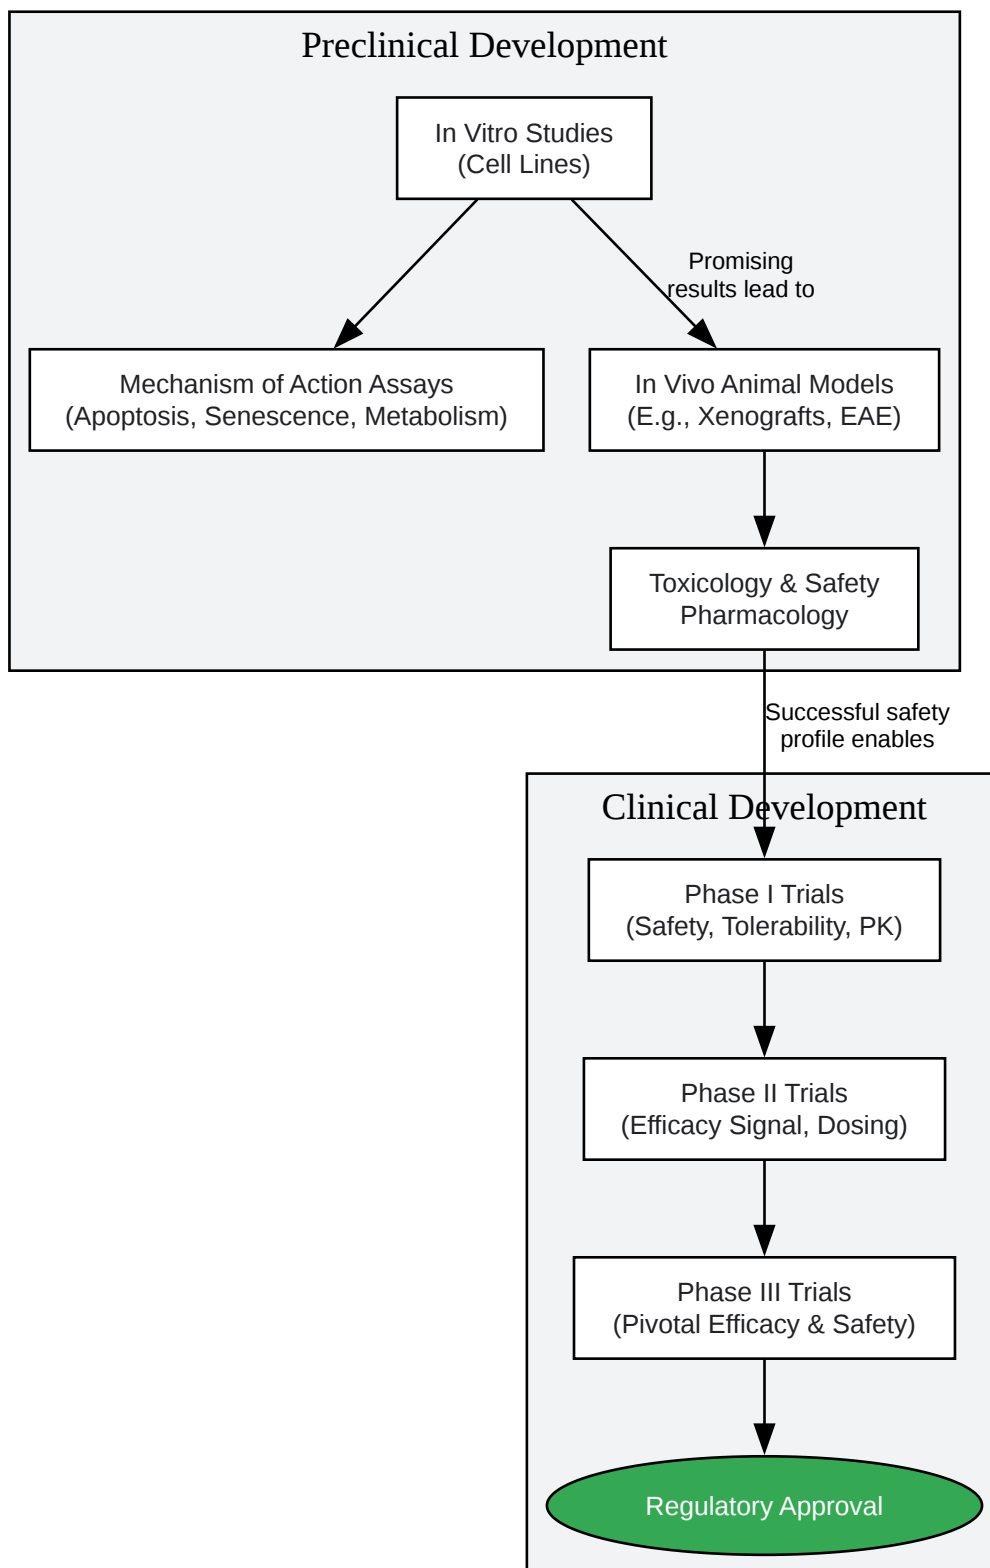 Preclinical Development
In Vitro Studies
(Cell Lines)
Promising
results lead to
Mechanism of Action Assays
(Apoptosis, Senescence, Metabolism)
In Vivo Animal Models
(E.g., Xenografts, EAE)
Toxicology & Safety
Pharmacology
Successful safety
profile enables
Clinical Development
Phase I Trials
(Safety, Tolerability, PK)
Phase II Trials
(Efficacy Signal, Dosing)
Phase III Trials
(Pivotal Efficacy & Safety)
Regulatory Approval